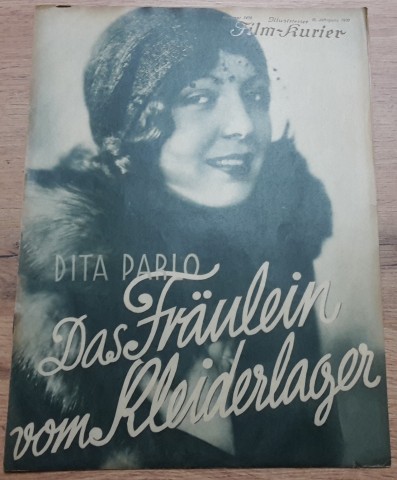 Illustrierter
Film-Kurier
DITA PARLO
Das Fräulein
vom Kleiderlager